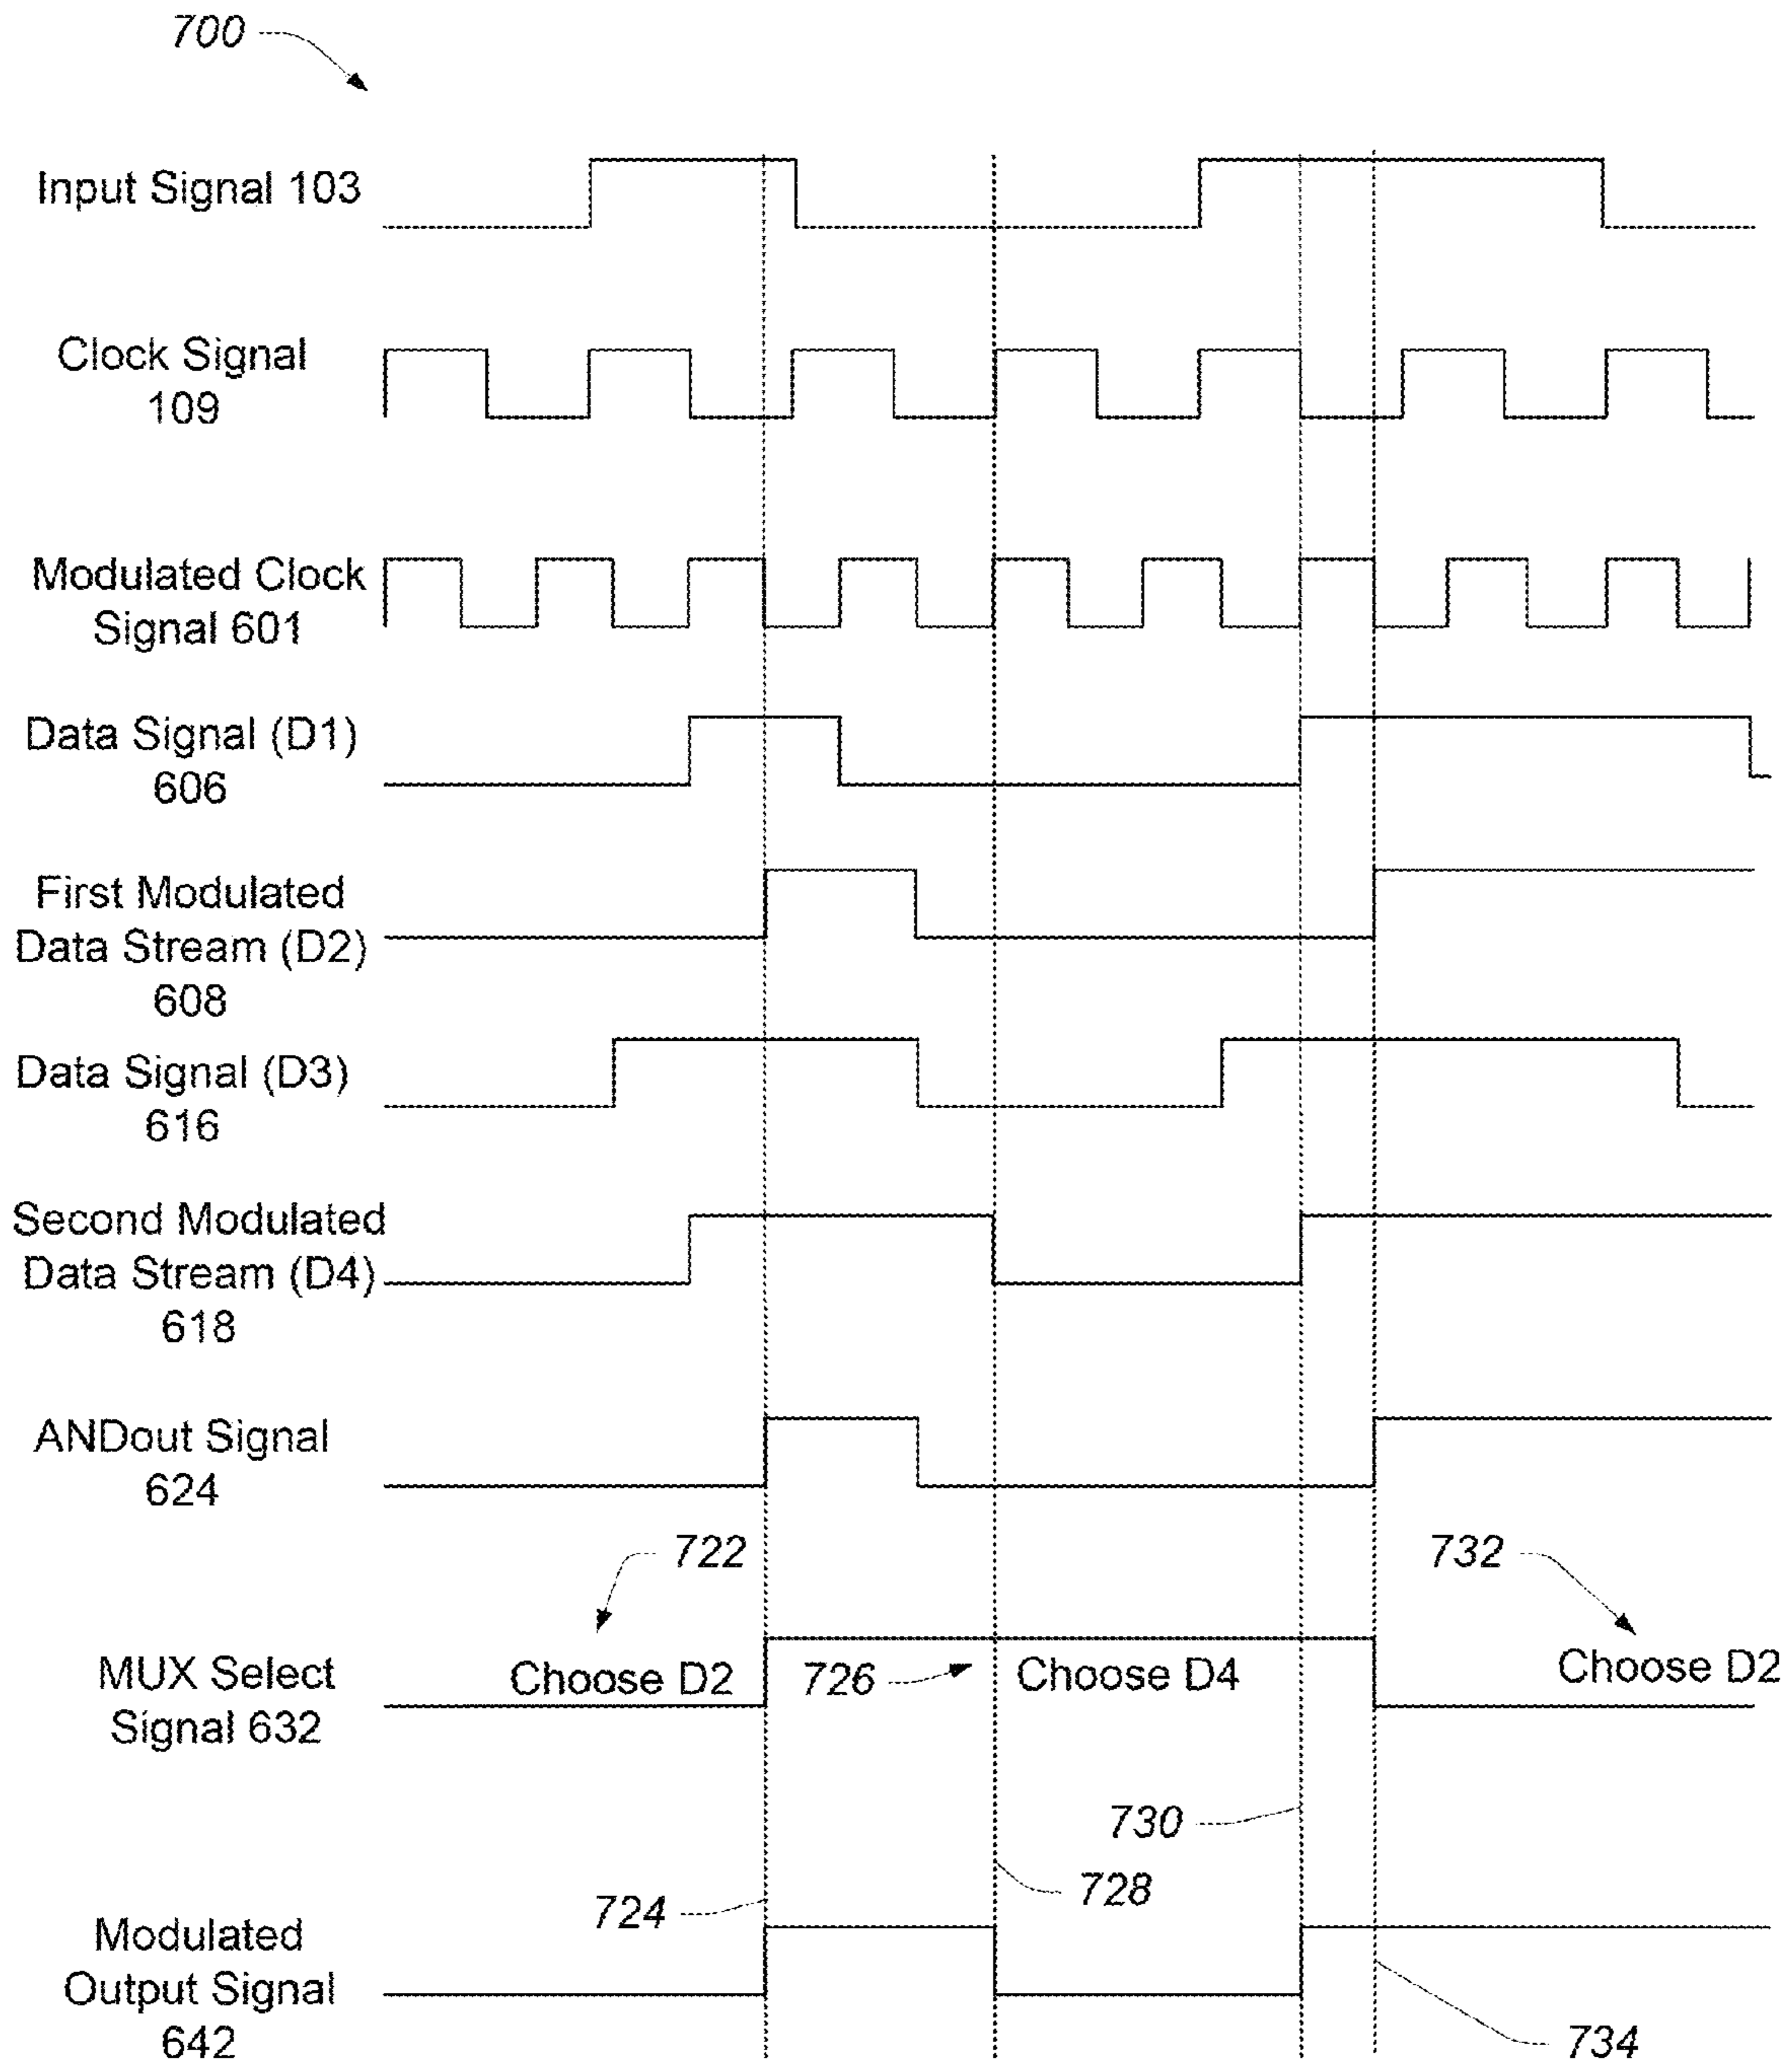 700
Input Signal 103
Clock Signal
109
Modulated Clock
Signal 601
Data Signal (D1)
606
First Modulated
Data Stream (D2)
608
Data Signal (D3)
616
Second Modulated
Data Stream (D4)
618
ANDout Signal
624
722
732
MUX Select
Signal 632
Choose D2
726
Choose D4
Choose D2
730
728
724
Modulated
Output Signal
642
734